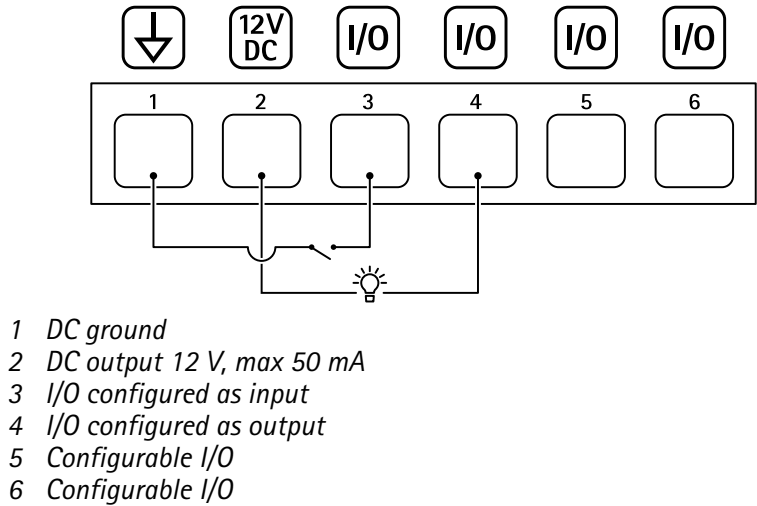 12V DC I/O I/O I/O I/O
1 2 3 4 5 6
1 DC ground
2 DC output 12 V, max 50 mA
3 I/O configured as input
4 I/O configured as output
5 Configurable I/O
6 Configurable I/O